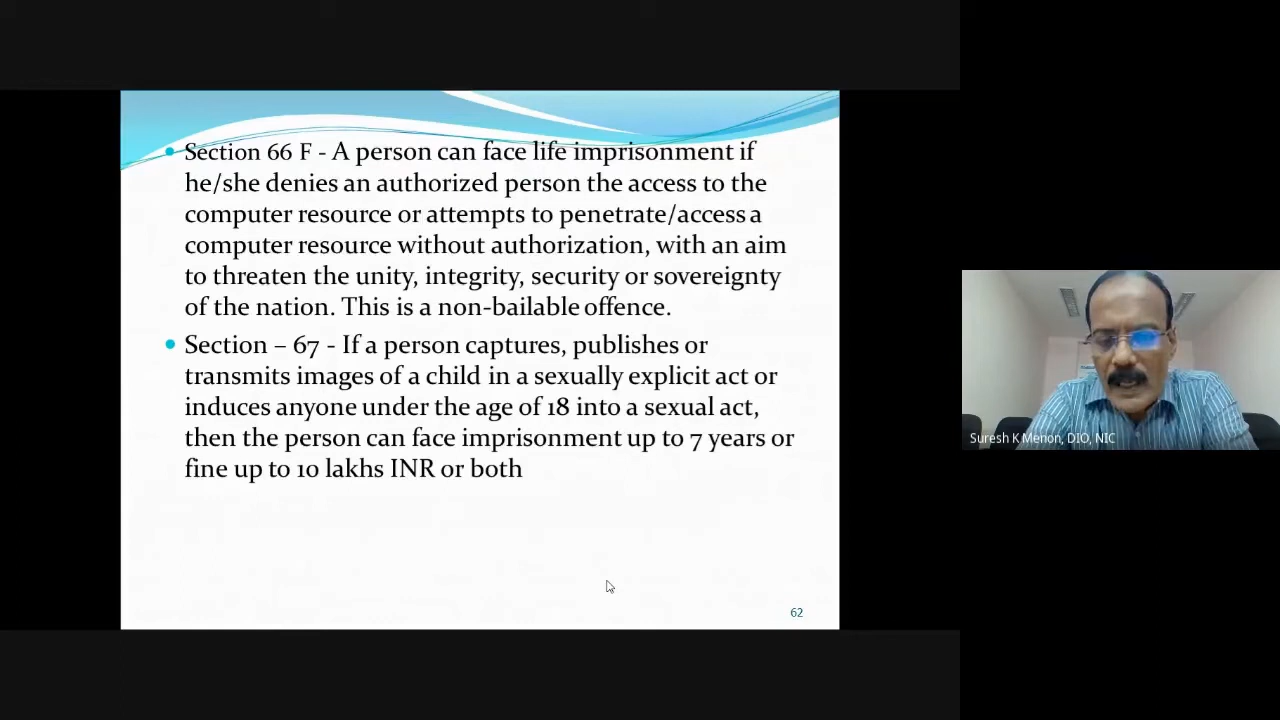 Section 66 F - A person can face life imprisonment if
he/she denies an authorized person the access to the
computer resource or attempts to penetrate/access a
computer resource without authorization, with an aim
to threaten the unity, integrity, security or sovereignty
of the nation. This is a non-bailable offence.
Section – 67 - If a person captures, publishes or
transmits images of a child in a sexually explicit act or
induces anyone under the age of 18 into a sexual act,
then the person can face imprisonment up to 7 years or
fine up to 10 lakhs INR or both
62
Suresh K Menon, DIO, NIC